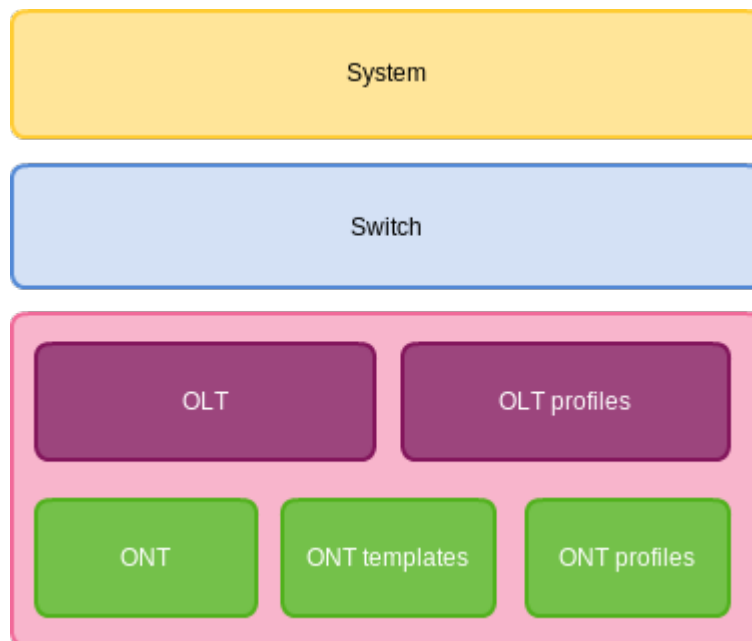 System
Switch
OLT
OLT profiles
ONT
ONT templates
ONT profiles